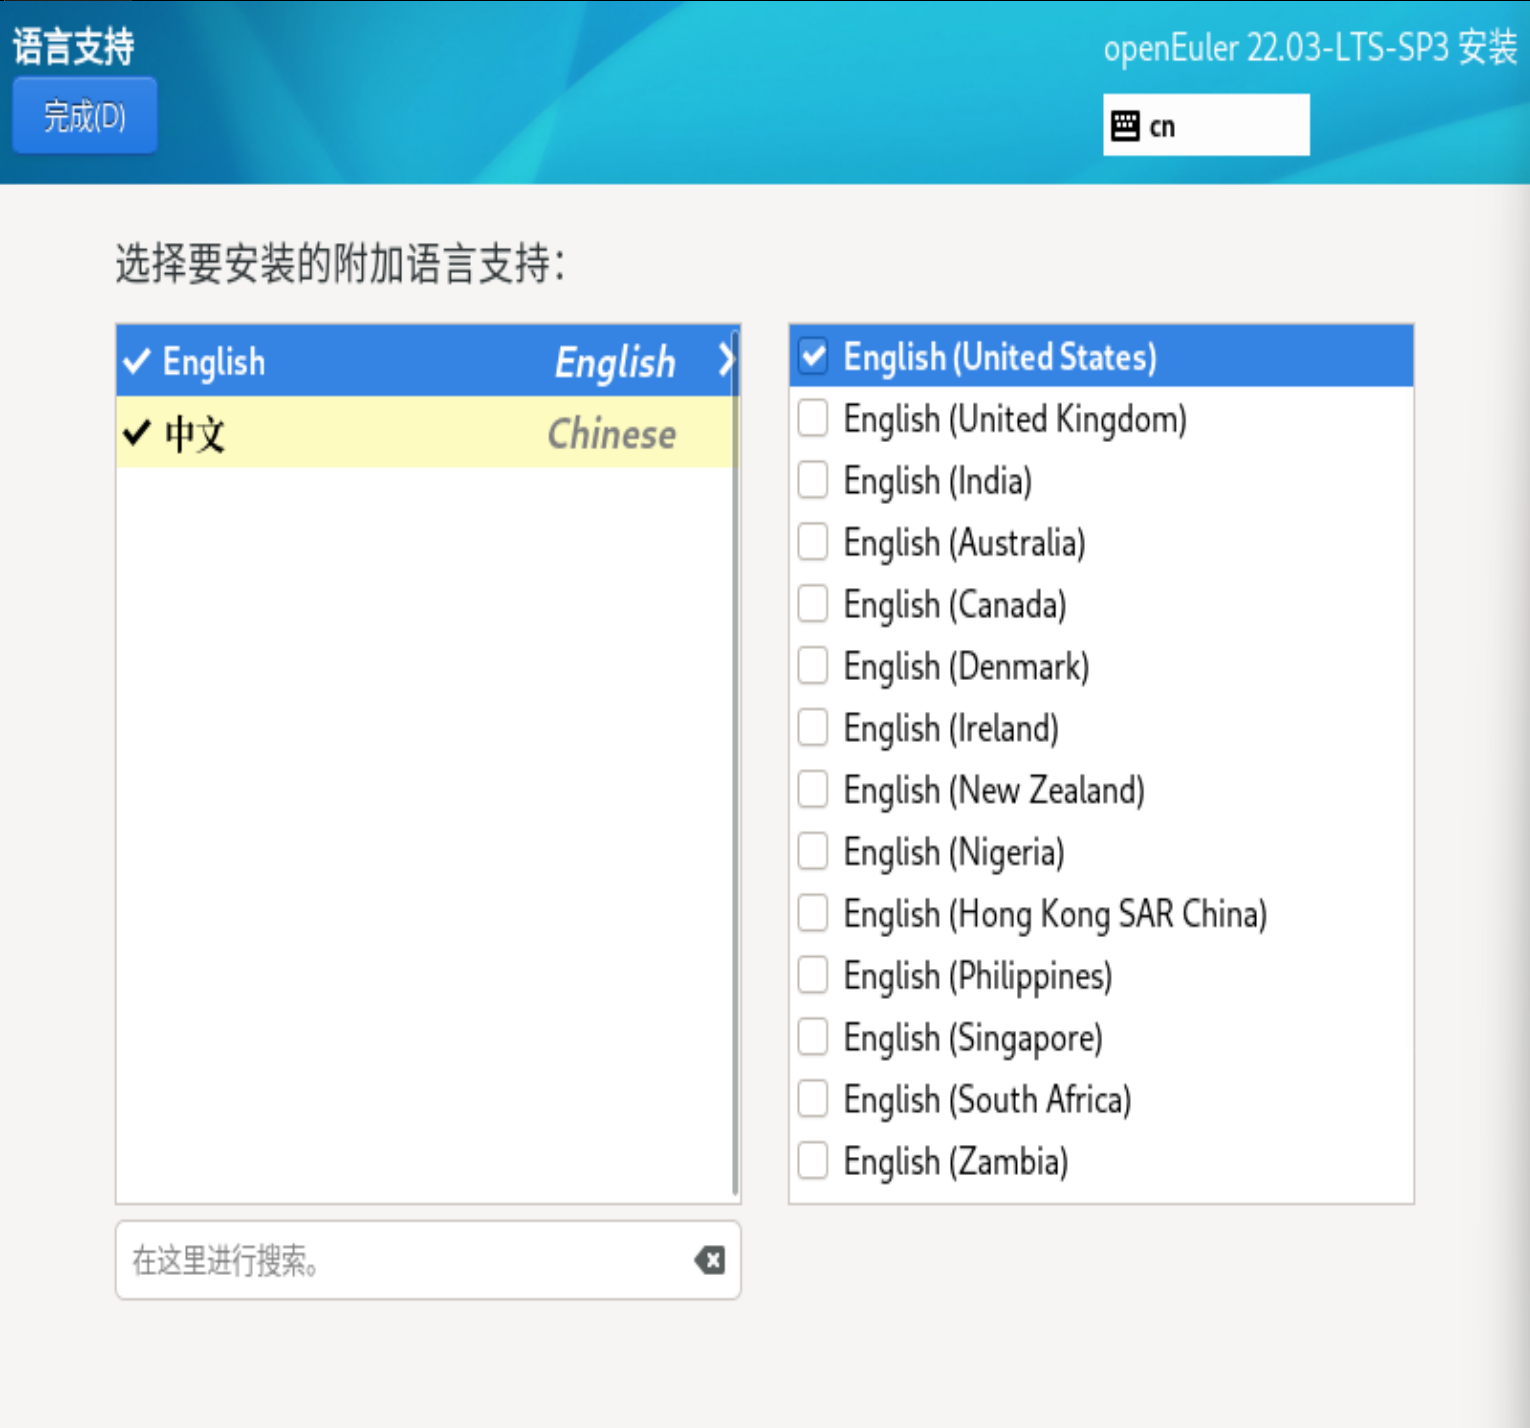 语言支持
openEuler 22.03-LTS-SP3 安装
完成(D)
cn
选择要安装的附加语言支持：
English English
中文 Chinese
English (United States)
English (United Kingdom)
English (India)
English (Australia)
English (Canada)
English (Denmark)
English (Ireland)
English (New Zealand)
English (Nigeria)
English (Hong Kong SAR China)
English (Philippines)
English (Singapore)
English (South Africa)
English (Zambia)
在这里进行搜索。